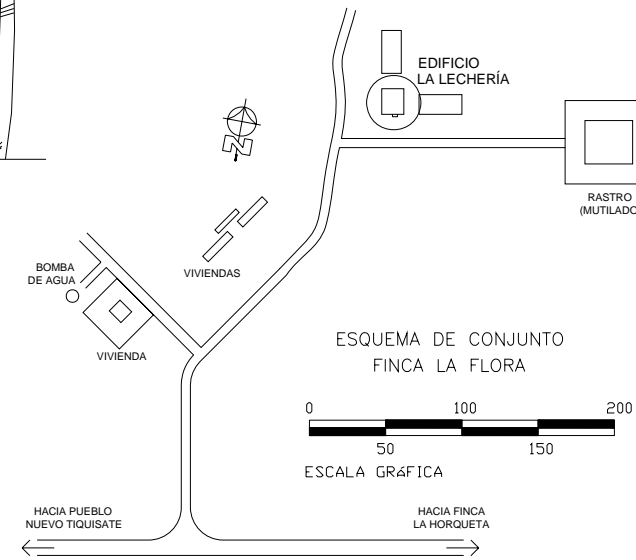 EDIFICIO
LA LECHERÍA
N
RASTRO
(MUTILADO
VIVIENDAS
BOMBA
DE AGUA
VIVIENDA
ESQUEMA DE CONJUNTO
FINCA LA FLORA
0 100 200
50 150
ESCALA GRÁFICA
HACIA PUEBLO
NUEVO TIQUISATE
HACIA FINCA
LA HORQUETA